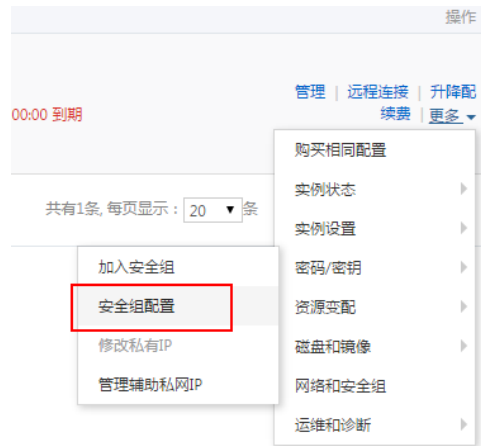 操作
管理 | 远程连接 | 升降配
00:00 到期
续费 | 更多
购买相同配置
共有1条, 每页显示：20 条
实例状态
实例设置
加入安全组
密码/密钥
安全组配置
资源变配
修改私有IP
磁盘和镜像
管理辅助私网IP
网络和安全组
运维和诊断